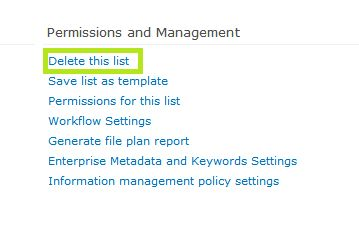 Permissions and Management
Delete this list
Save list as template
Permissions for this list
Workflow Settings
Generate file plan report
Enterprise Metadata and Keywords Settings
Information management policy settings